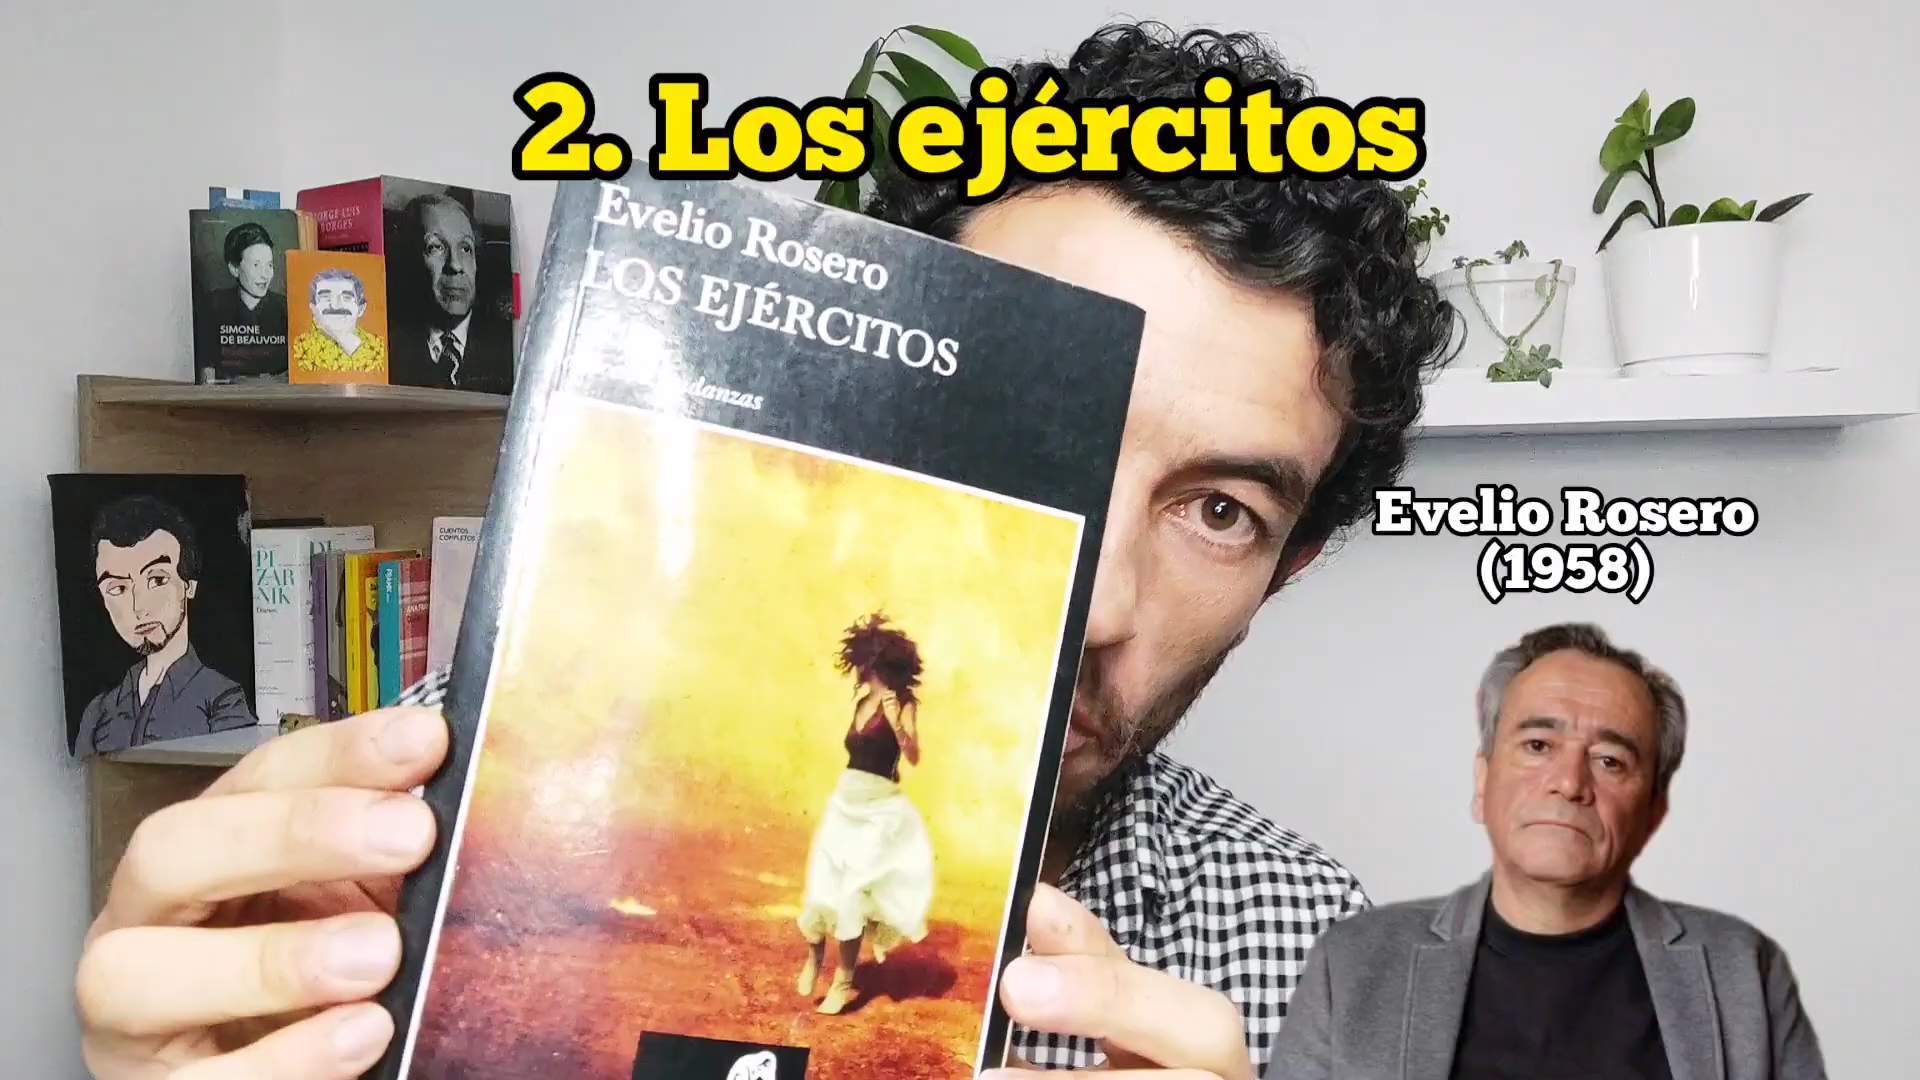 2. Los ejércitos
Evelio Rosero
LOS EJÉRCITOS
Evelio Rosero
(1958)
JORGE LUIS
BORGES
SIMONE
DE BEAUVOIR
PI
ZAR
NIK
CUENTOS
COMPLETOS